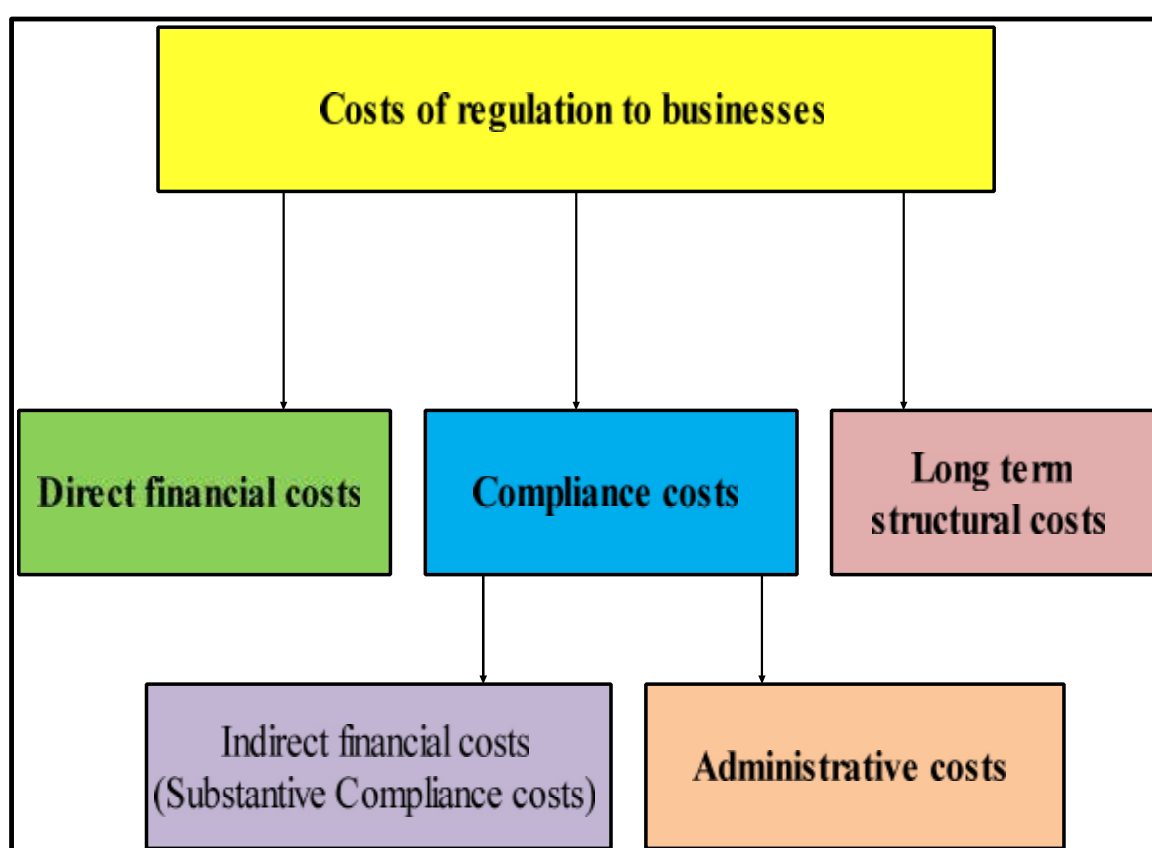 Costs of regulation to businesses
Direct financial costs
Compliance costs
Long term
structural costs
Indirect financial costs
(Substantive Compliance costs)
Administrative costs